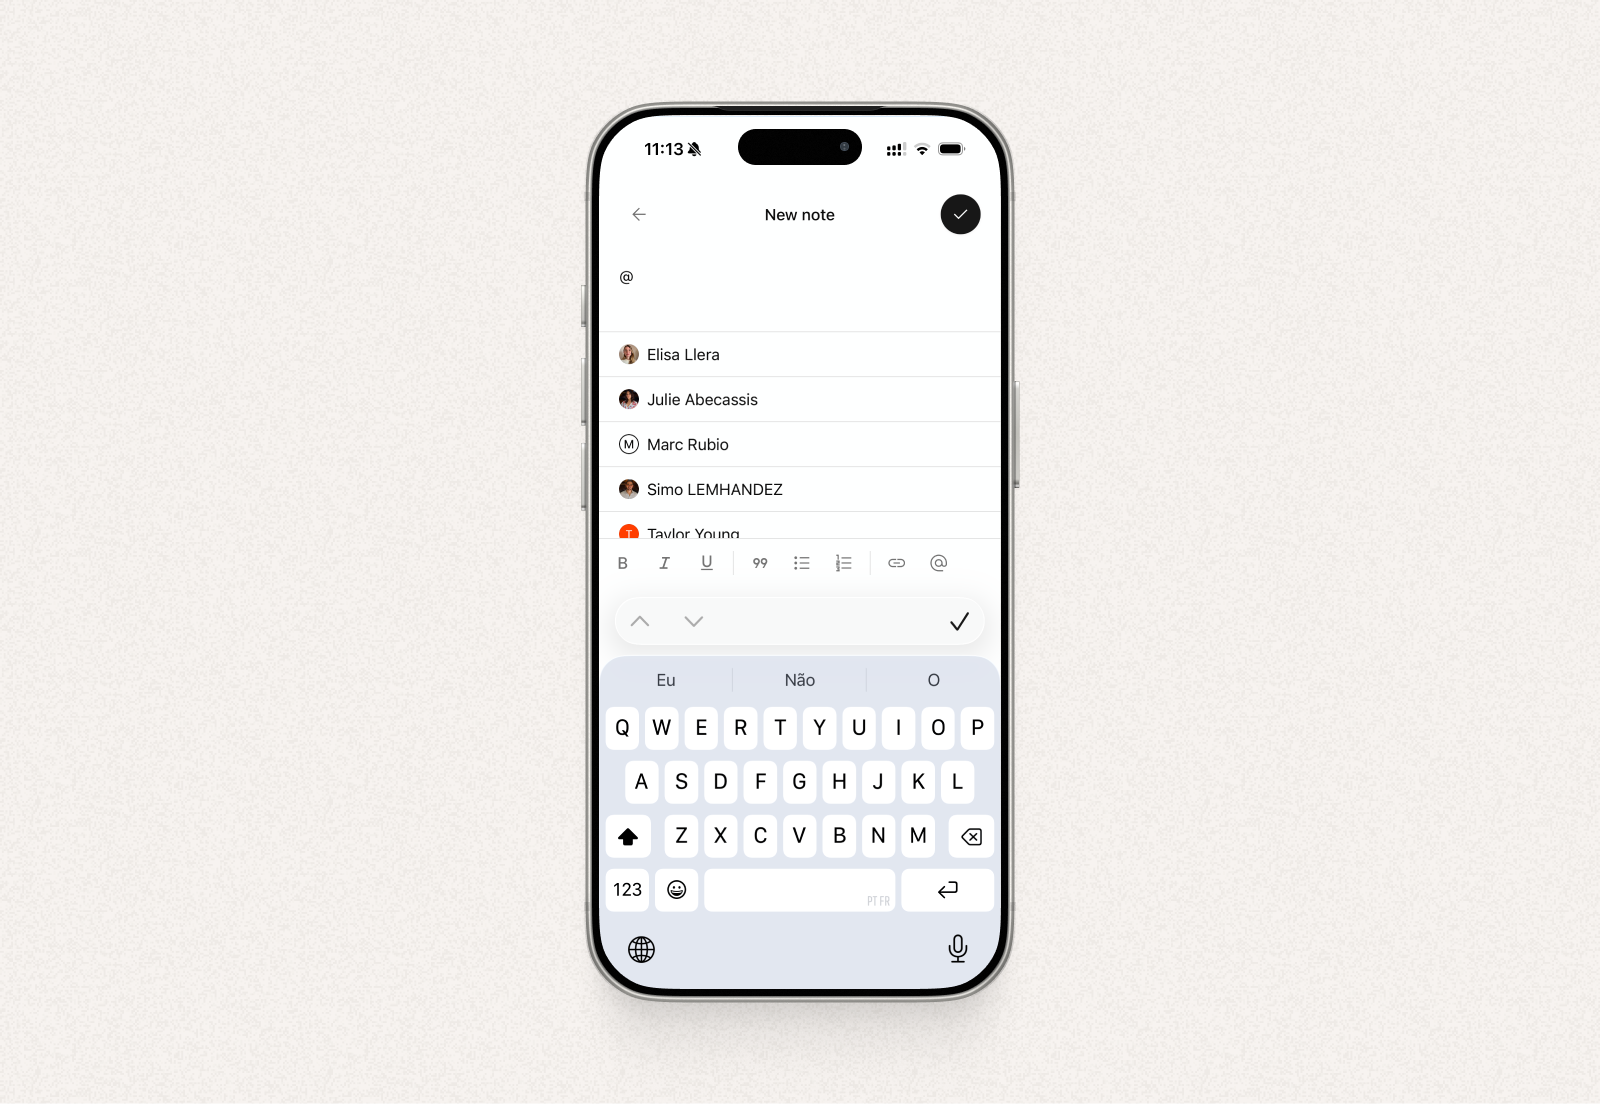 11:13
New note
@
Elisa Llera
Julie Abecassis
M Marc Rubio
Simo LEMHANDEZ
T Taylor Young
B I U 99 @
Eu Não O
Q W E R T Y U I O P
A S D F G H J K L
Z X C V B N M
123 PT FR